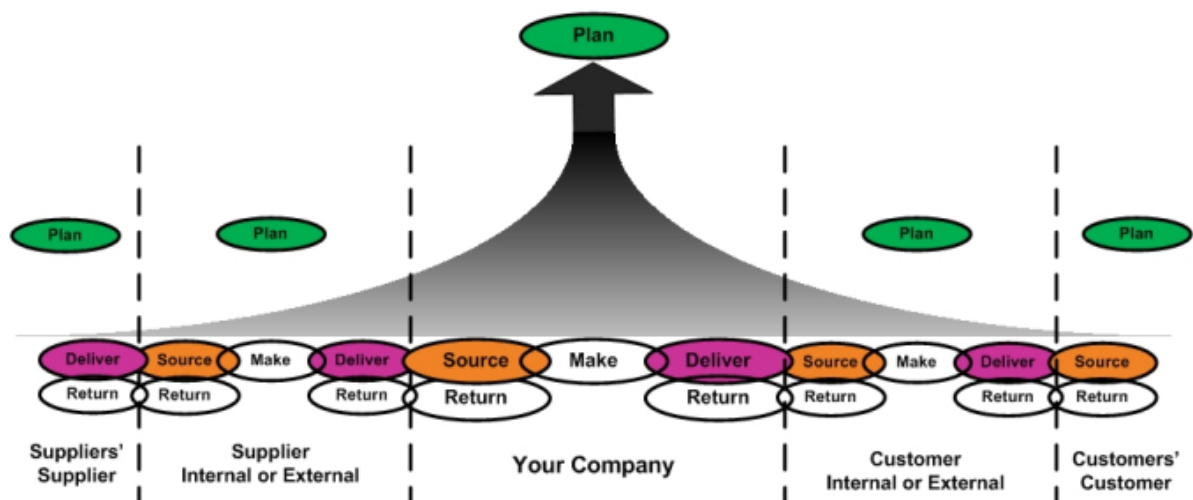 Plan
Plan Plan Plan Plan
Deliver Source Make Deliver Source Make Deliver Source Make Deliver Source
Return Return Return Return Return Return Return Return
Suppliers' Supplier Your Company Customer Customers'
Supplier Internal or External Internal or External Customer